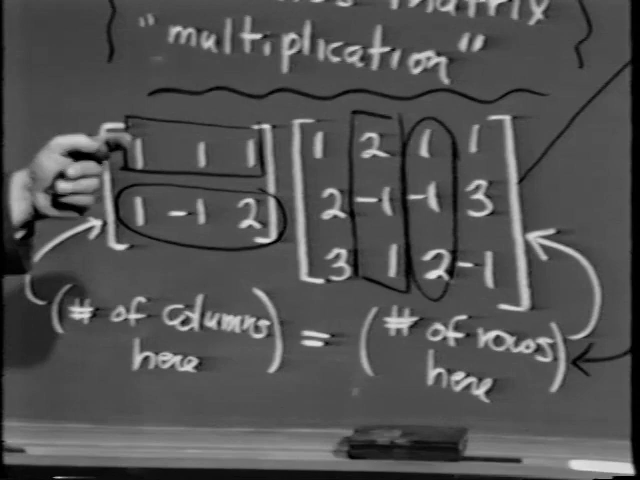 matrix
"multiplication"
1 1 1 1 2 1 1
1 -1 2 2 -1 -1 3
3 1 2 -1
(# of columns here) = (# of rows here)